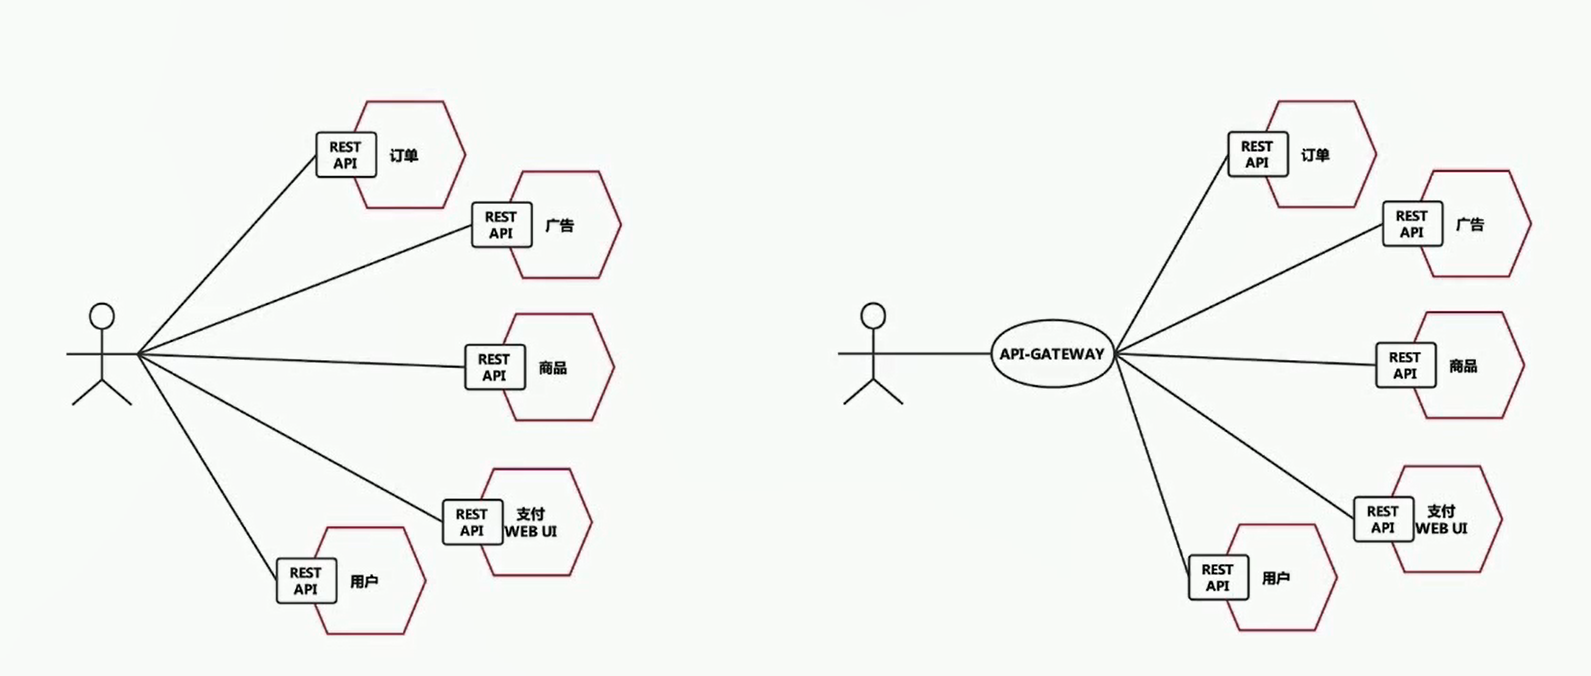 REST
API
订单
REST
API
广告
REST
API
商品
REST
API
支付
WEB UI
REST
API
用户
API-GATEWAY
REST
API
订单
REST
API
广告
REST
API
商品
REST
API
支付
WEB UI
REST
API
用户